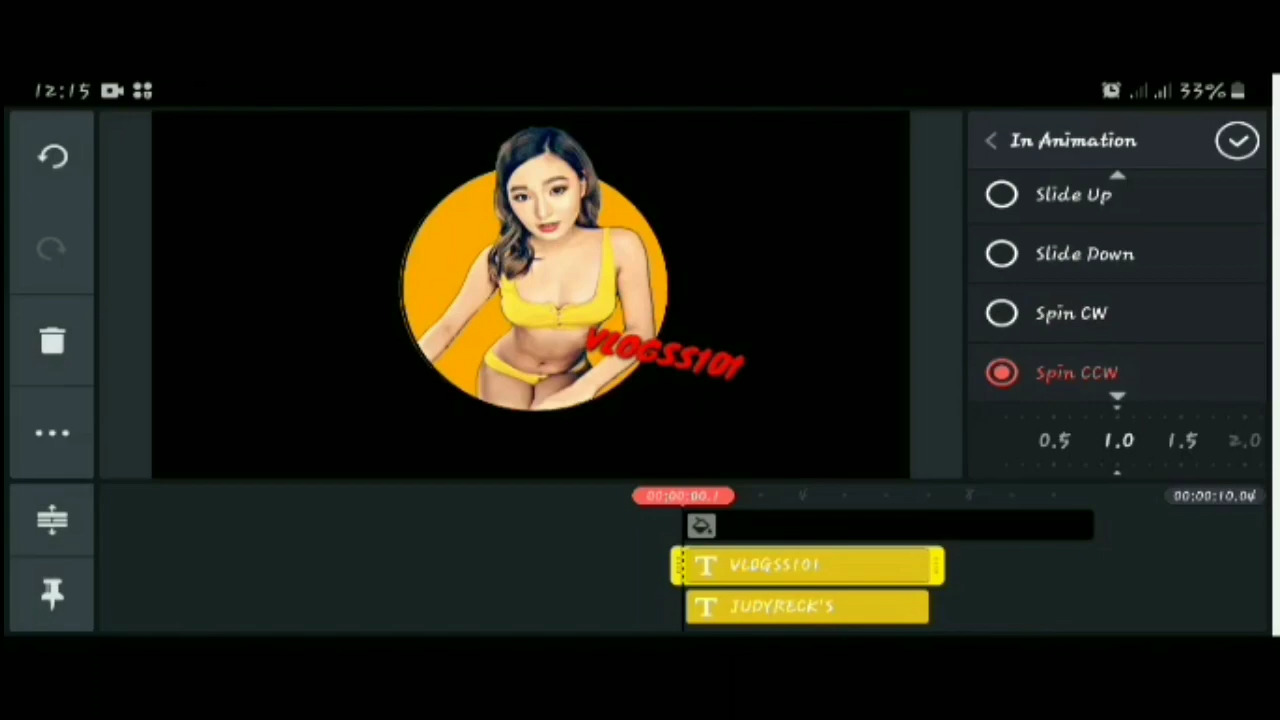 12:15
33%
In Animation
Slide Up
Slide Down
Spin CW
Spin CCW
0.5 1.0 1.5 2.0
VLOGSS101
00:00:00.1
00:00:10.04
T VLOGSS101
T JUDYRECK'S